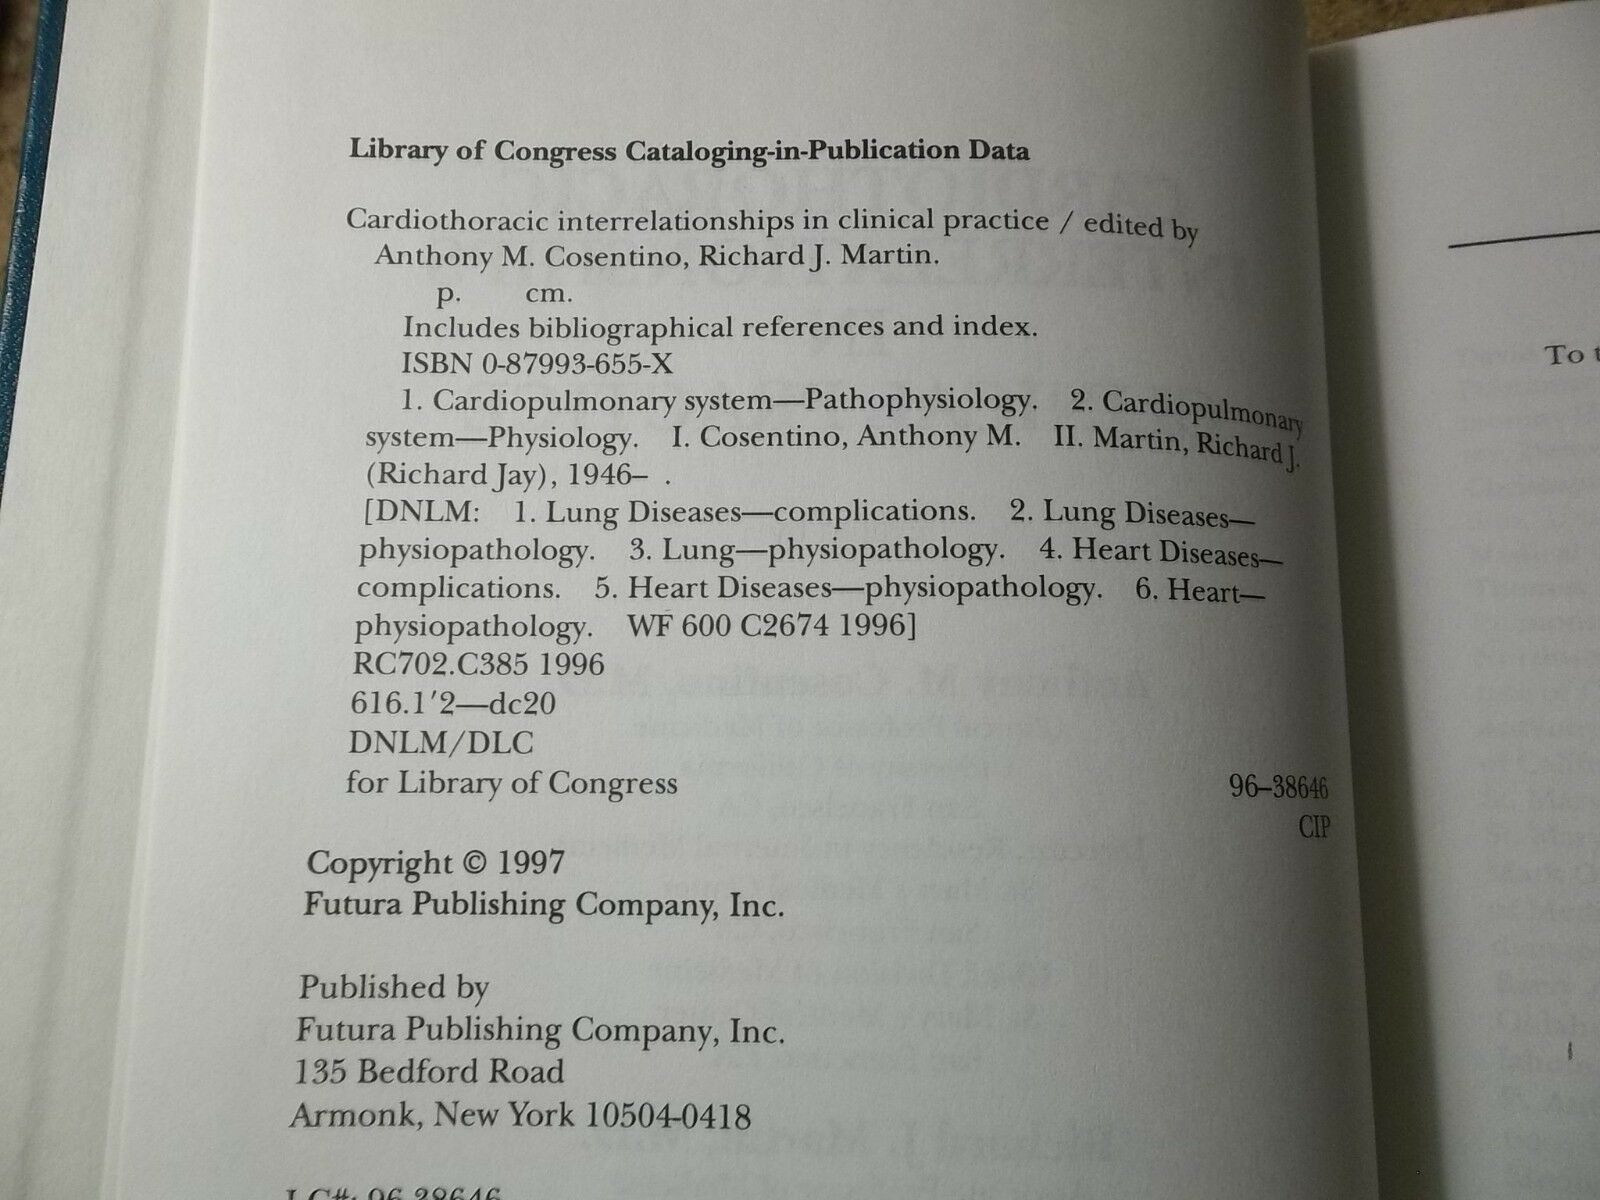 Library of Congress Cataloging-in-Publication Data
Cardiothoracic interrelationships in clinical practice / edited by
Anthony M. Cosentino, Richard J. Martin.
p. cm.
Includes bibliographical references and index.
ISBN 0-87993-655-X
1. Cardiopulmonary system—Pathophysiology. 2. Cardiopulmonary
system—Physiology. I. Cosentino, Anthony M. II. Martin, Richard J.
(Richard Jay), 1946– .
[DNLM: 1. Lung Diseases—complications. 2. Lung Diseases—
physiopathology. 3. Lung—physiopathology. 4. Heart Diseases—
complications. 5. Heart Diseases—physiopathology. 6. Heart—
physiopathology. WF 600 C2674 1996]
RC702.C385 1996
616.1'2—dc20
DNLM/DLC
for Library of Congress 96–38646
CIP
Copyright © 1997
Futura Publishing Company, Inc.
Published by
Futura Publishing Company, Inc.
135 Bedford Road
Armonk, New York 10504-0418
LC#: 96-38646
To